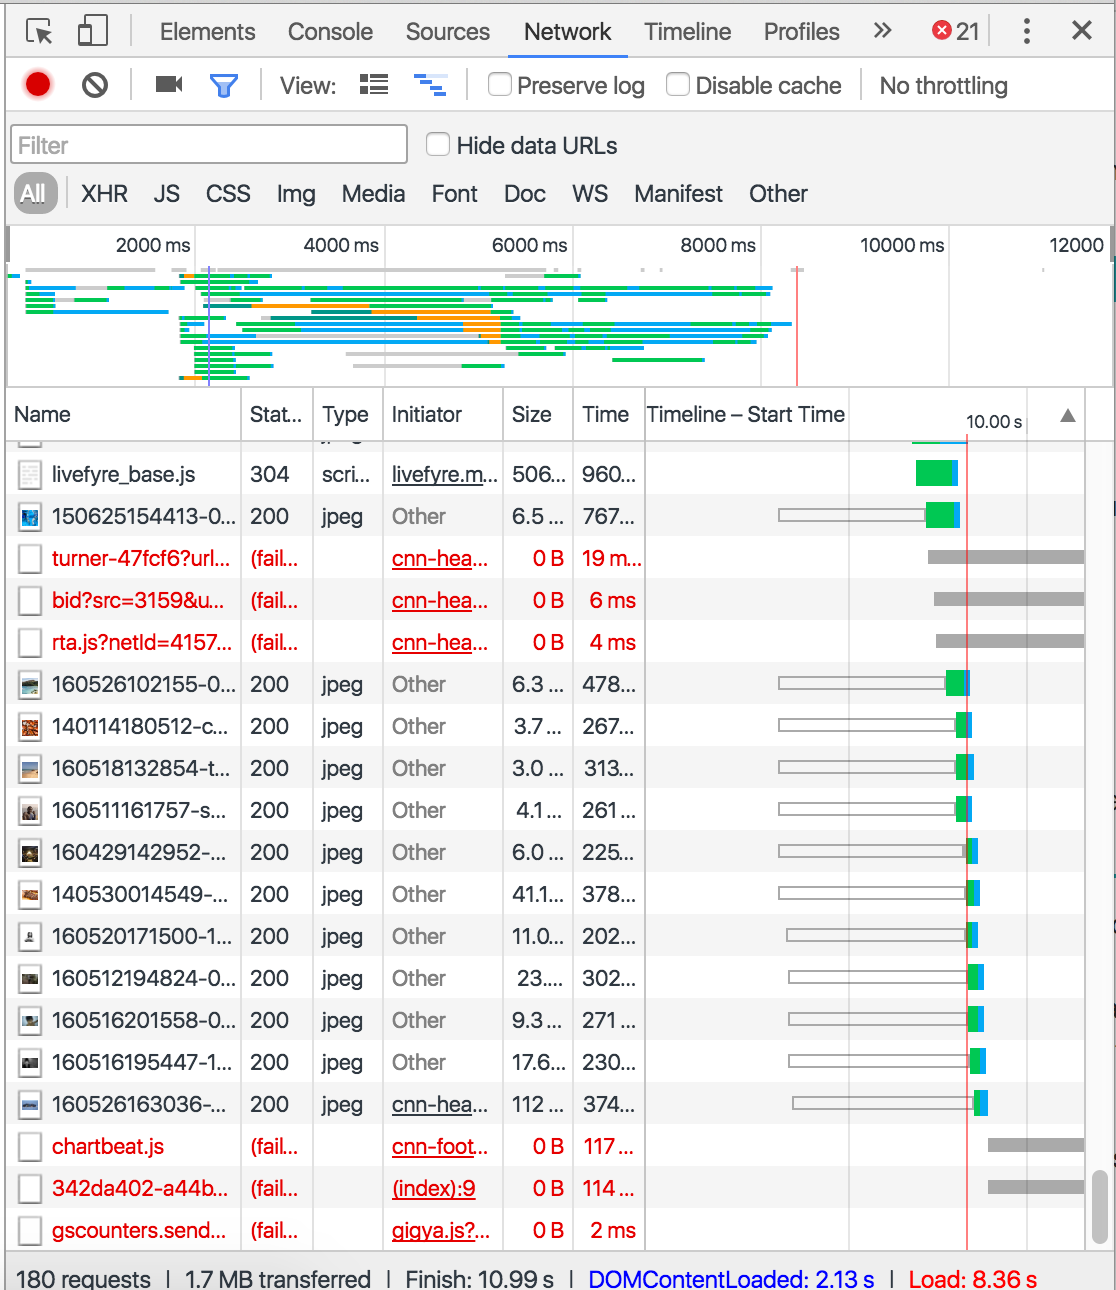 Elements Console Sources Network Timeline Profiles » 21
View: Preserve log Disable cache No throttling
Filter Hide data URLs
All XHR JS CSS Img Media Font Doc WS Manifest Other
2000 ms 4000 ms 6000 ms 8000 ms 10000 ms 12000
Name Stat... Type Initiator Size Time Timeline – Start Time 10.00 s
livefyre_base.js 304 scri... livefyre.m... 506... 960...
150625154413-0... 200 jpeg Other 6.5 ... 767...
turner-47fcf6?url... (fail... cnn-hea... 0 B 19 m...
bid?src=3159&u... (fail... cnn-hea... 0 B 6 ms
rta.js?netId=4157... (fail... cnn-hea... 0 B 4 ms
160526102155-0... 200 jpeg Other 6.3 ... 478...
140114180512-c... 200 jpeg Other 3.7 ... 267...
160518132854-t... 200 jpeg Other 3.0 ... 313...
160511161757-s... 200 jpeg Other 4.1 ... 261...
160429142952-... 200 jpeg Other 6.0 ... 225...
140530014549-... 200 jpeg Other 41.1... 378...
160520171500-1... 200 jpeg Other 11.0... 202...
160512194824-0... 200 jpeg Other 23.... 302...
160516201558-0... 200 jpeg Other 9.3 ... 271 ...
160516195447-1... 200 jpeg Other 17.6... 230...
160526163036-... 200 jpeg cnn-hea... 112 ... 374...
chartbeat.js (fail... cnn-foot... 0 B 117 ...
342da402-a44b... (fail... (index):9 0 B 114 ...
gscounters.send... (fail... gigya.js?... 0 B 2 ms
180 requests | 1.7 MB transferred | Finish: 10.99 s | DOMContentLoaded: 2.13 s | Load: 8.36 s